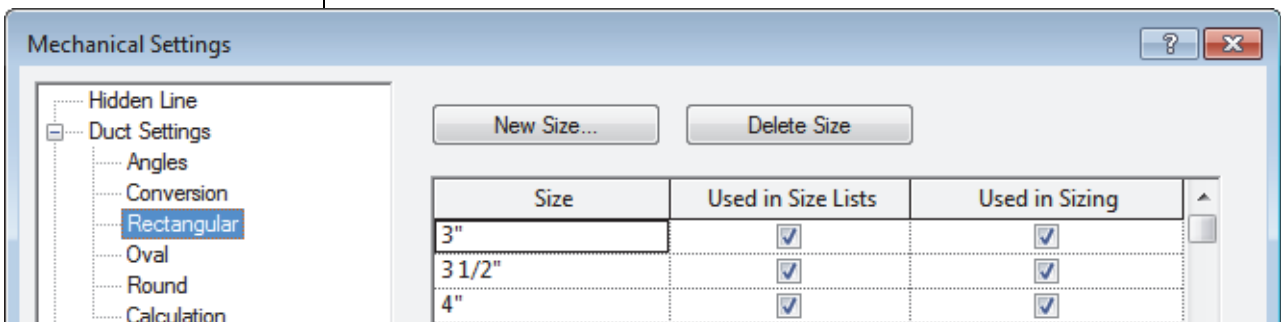 Mechanical Settings
?
Hidden Line
Duct Settings
Angles
Conversion
Rectangular
Oval
Round
Calculation
New Size... Delete Size
Size Used in Size Lists Used in Sizing
3"
3 1/2"
4"